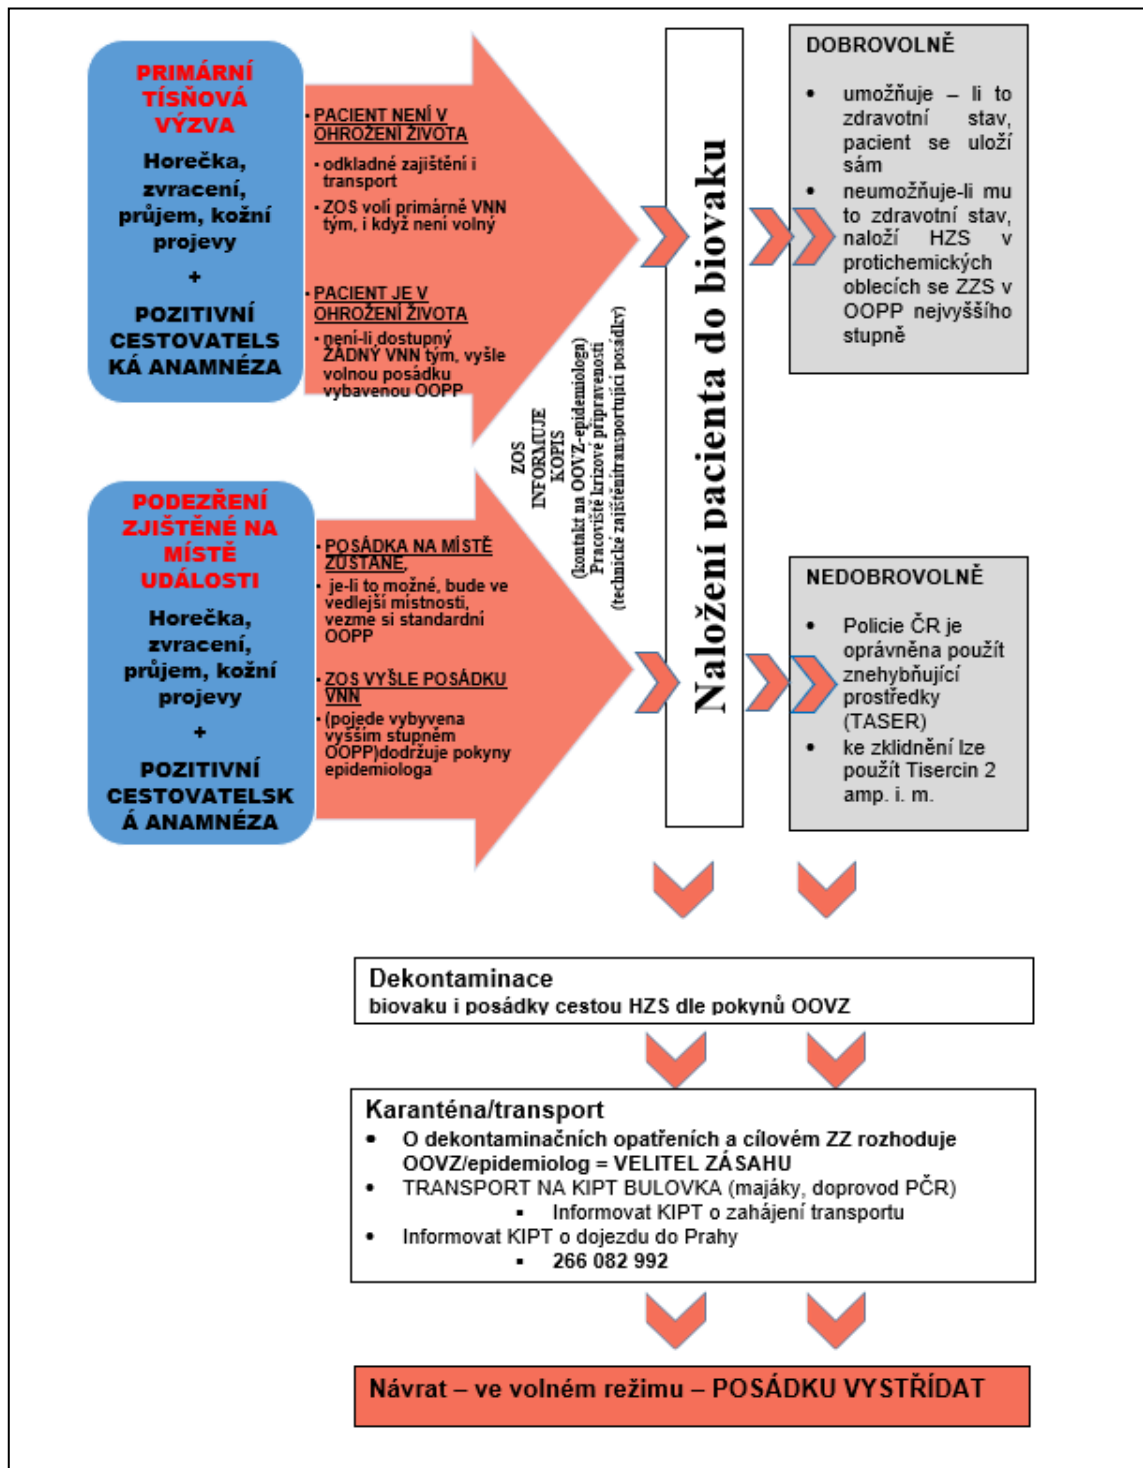 PRIMÁRNÍ
TÍSŇOVÁ
VÝZVA
Horečka,
zvracení,
průjem, kožní
projevy
+
POZITIVNÍ
CESTOVATELS
KÁ ANAMNÉZA
• PACIENT NENÍ V
OHROŽENÍ ŽIVOTA
• odkladné zajištění i
transport
• ZOS volí primárně VNN
tým, i když není volný
• PACIENT JE V
OHROŽENÍ ŽIVOTA
• není-li dostupný
ŽÁDNÝ VNN tým, vyšle
volnou posádku
vybavenou OOPP
PODEZŘENÍ
ZJIŠTĚNÉ NA
MÍSTĚ
UDÁLOSTI
Horečka,
zvracení,
průjem, kožní
projevy
+
POZITIVNÍ
CESTOVATELSK
Á ANAMNÉZA
• POSÁDKA NA MÍSTĚ
ZŮSTANE,
• je-li to možné, bude ve
vedlejší místnosti,
vezme si standardní
OOPP
• ZOS VYŠLE POSÁDKU
VNN
• (pojede vybyvena
vyšším stupněm
OOPP)dodržuje pokyny
epidemiologa
ZOS
INFORMUJE
KOPIS
(kontakt na OOVZ-epidemiologa)
Pracoviště krizové připravenosti
(technické zajištěnítransportující posádky)
Naložení pacienta do biovaku
DOBROVOLNĚ
• umožňuje – li to
zdravotní stav,
pacient se uloží
sám
• neumožňuje-li mu
to zdravotní stav,
naloží HZS v
protichemických
oblecích se ZZS v
OOPP nejvyššího
stupně
NEDOBROVOLNĚ
• Policie ČR je
oprávněna použít
znehybňující
prostředky
(TASER)
• ke zklidnění lze
použít Tisercin 2
amp. i. m.
Dekontaminace
biovaku i posádky cestou HZS dle pokynů OOVZ
Karanténa/transport
• O dekontaminačních opatřeních a cílovém ZZ rozhoduje
OOVZ/epidemiolog = VELITEL ZÁSAHU
• TRANSPORT NA KIPT BULOVKA (majáky, doprovod PČR)
▪ Informovat KIPT o zahájení transportu
• Informovat KIPT o dojezdu do Prahy
▪ 266 082 992
Návrat – ve volném režimu – POSÁDKU VYSTŘÍDAT